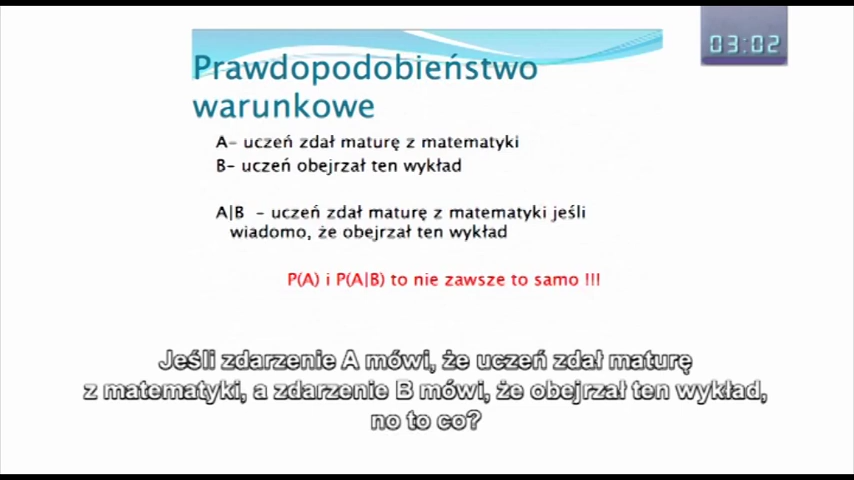 03:02
Prawdopodobieństwo
warunkowe
A- uczeń zdał maturę z matematyki
B- uczeń obejrzał ten wykład
A|B - uczeń zdał maturę z matematyki jeśli
wiadomo, że obejrzał ten wykład
P(A) i P(A|B) to nie zawsze to samo !!!
Jeśli zdarzenie A mówi, że uczeń zdał maturę
z matematyki, a zdarzenie B mówi, że obejrzał ten wykład,
no to co?